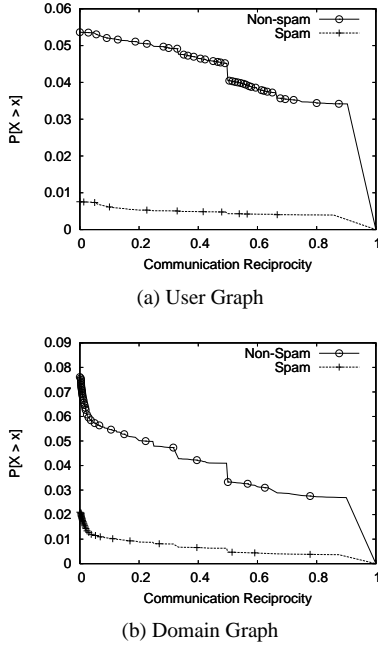 0.06
0.05
0.04
0.03
0.02
0.01
0
P[X > x]
Non-spam
Spam
0 0.2 0.4 0.6 0.8 1
Communication Reciprocity
(a) User Graph
0.09
0.08
0.07
0.06
0.05
0.04
0.03
0.02
0.01
0
P[X > x]
Non-Spam
Spam
0 0.2 0.4 0.6 0.8 1
Communication Reciprocity
(b) Domain Graph